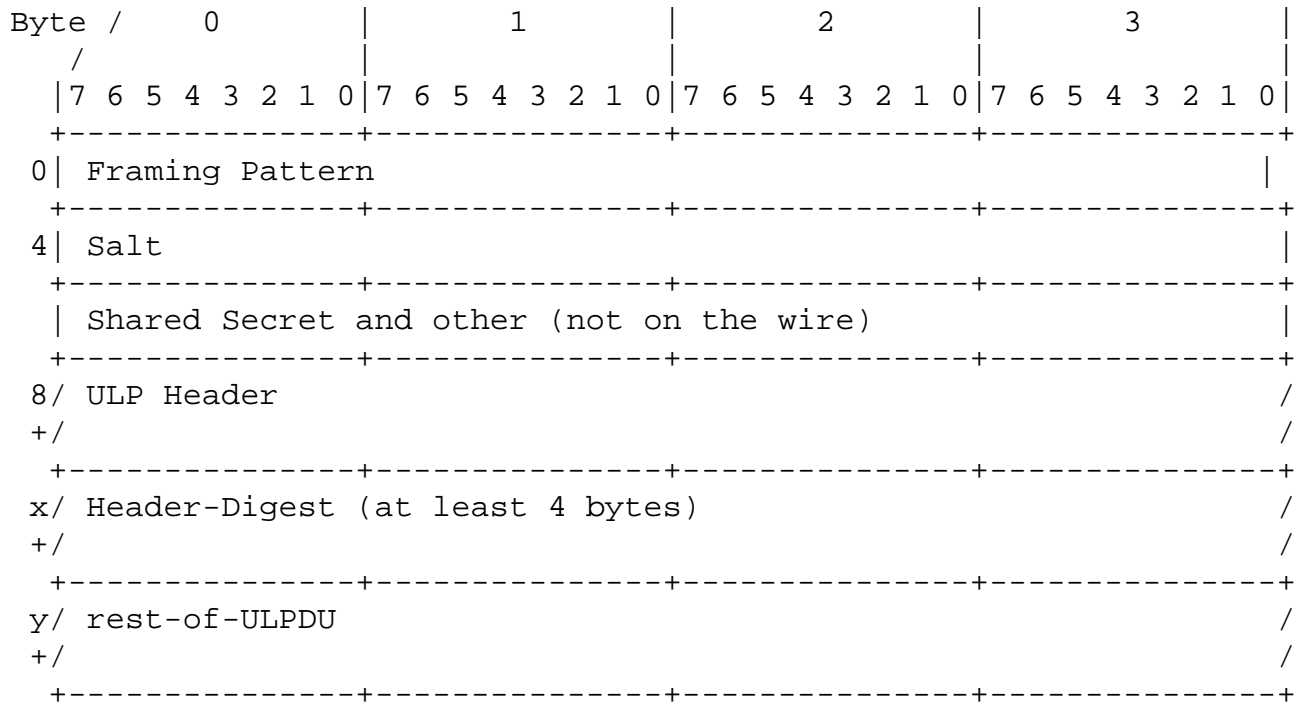 Byte /    0       |       1       |       2       |       3       |
   /              |               |               |               |
  |7 6 5 4 3 2 1 0|7 6 5 4 3 2 1 0|7 6 5 4 3 2 1 0|7 6 5 4 3 2 1 0|
  +---------------+---------------+---------------+---------------+
 0| Framing Pattern                                              |
  +---------------+---------------+---------------+---------------+
 4| Salt                                                          |
  +---------------+---------------+---------------+---------------+
  | Shared Secret and other (not on the wire)                     |
  +---------------+---------------+---------------+---------------+
 8/ ULP Header                                                    /
 +/                                                               /
  +---------------+---------------+---------------+---------------+
 x/ Header-Digest (at least 4 bytes)                              /
 +/                                                               /
  +---------------+---------------+---------------+---------------+
 y/ rest-of-ULPDU                                                 /
 +/                                                               /
  +---------------+---------------+---------------+---------------+